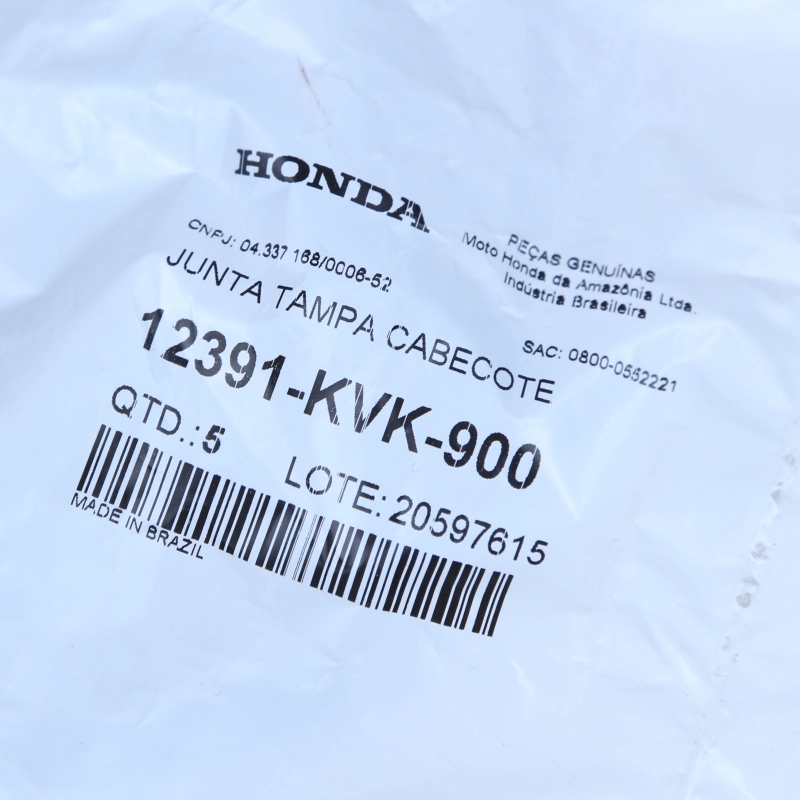 HONDA
CNPJ: 04.337 168/0006-52
PEÇAS GENUÍNAS
Moto Honda da Amazônia Ltda.
Indústria Brasileira
JUNTA TAMPA CABECOTE
SAC: 0800-0552221
12391-KVK-900
QTD.: 5
LOTE: 20597615
MADE IN BRAZIL